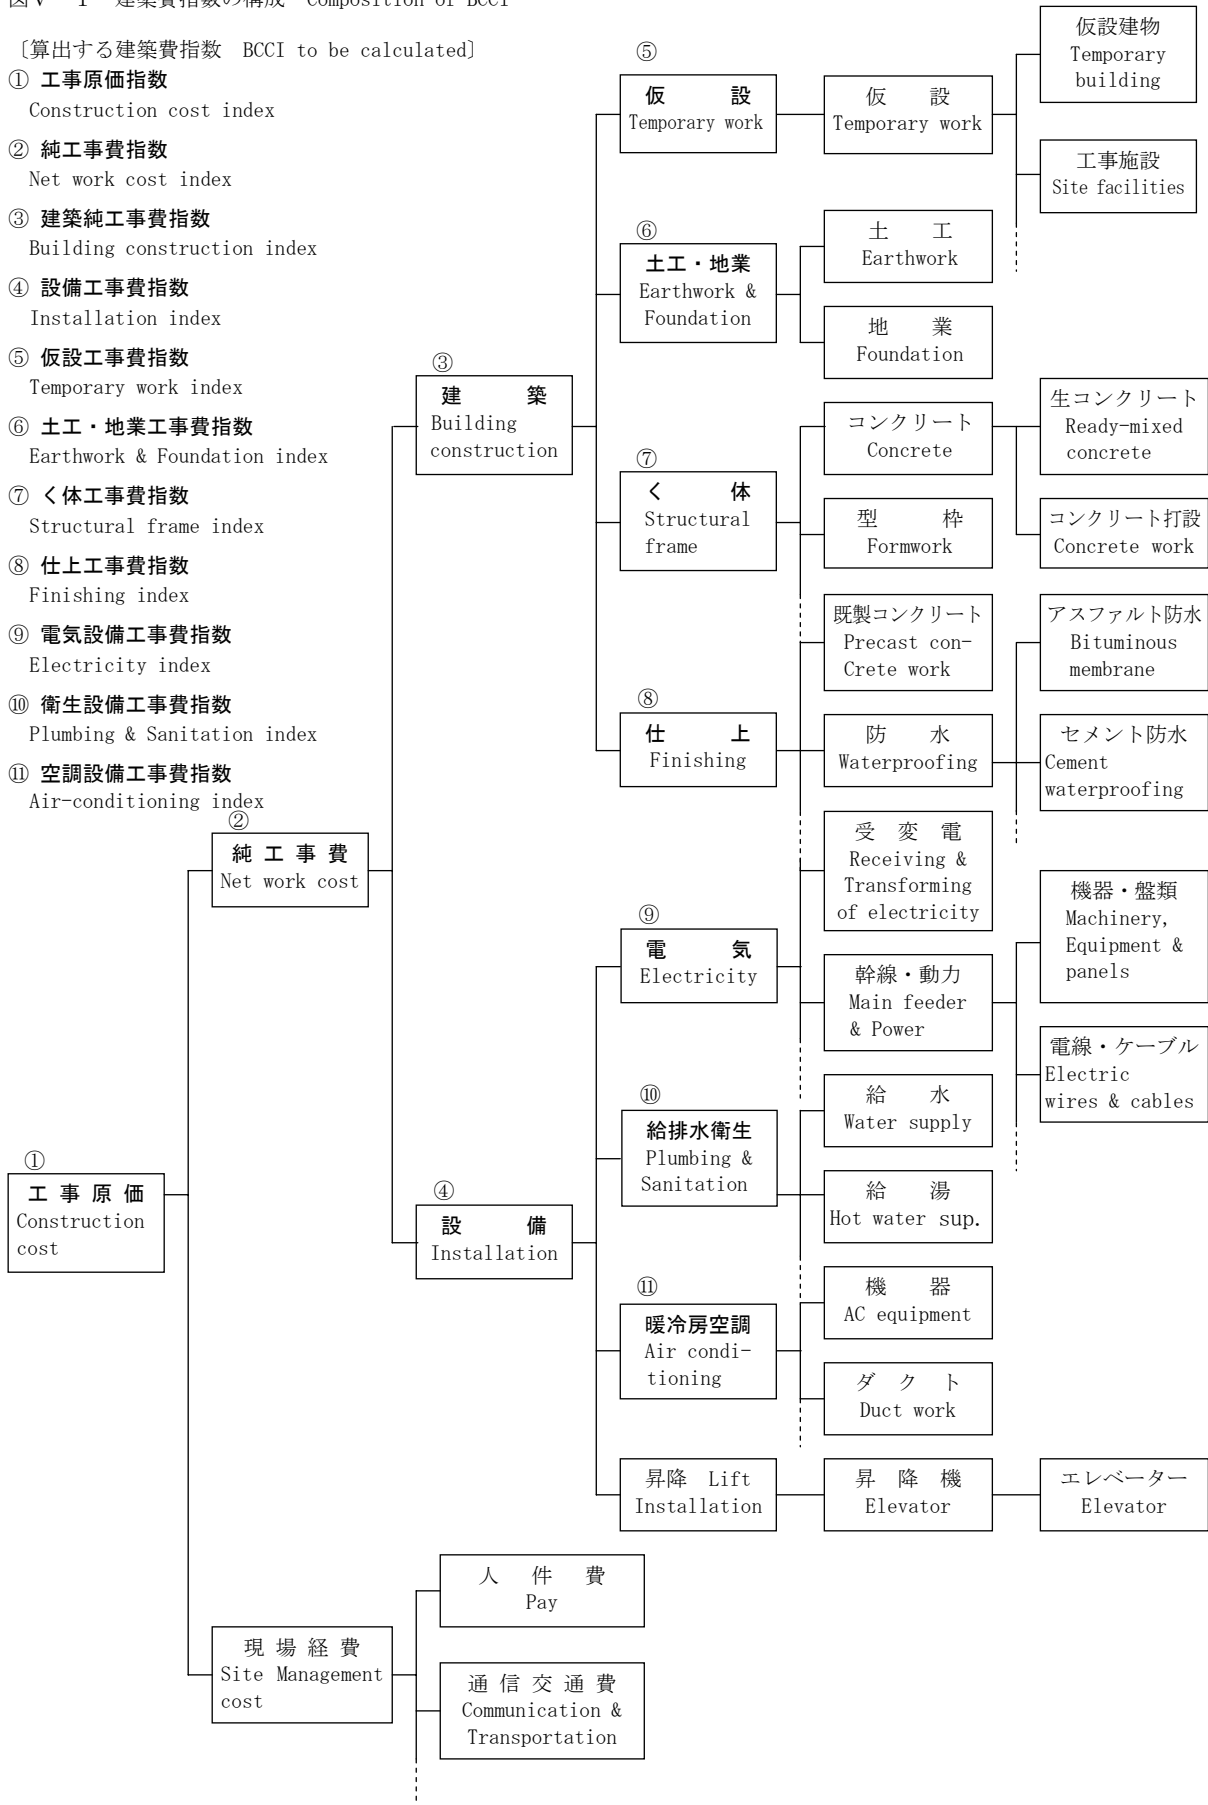 図Ⅴ－１ 建築費指数の構成 Composition of BCCI
〔算出する建築費指数 BCCI to be calculated〕
① 工事原価指数
Construction cost index
② 純工事費指数
Net work cost index
③ 建築純工事費指数
Building construction index
④ 設備工事費指数
Installation index
⑤ 仮設工事費指数
Temporary work index
⑥ 土工・地業工事費指数
Earthwork & Foundation index
⑦ く体工事費指数
Structural frame index
⑧ 仕上工事費指数
Finishing index
⑨ 電気設備工事費指数
Electricity index
⑩ 衛生設備工事費指数
Plumbing & Sanitation index
⑪ 空調設備工事費指数
Air-conditioning index
①
工 事 原 価
Construction
cost
②
純 工 事 費
Net work cost
現 場 経 費
Site Management
cost
③
建 築
Building
construction
④
設 備
Installation
人 件 費
Pay
通 信 交 通 費
Communication &
Transportation
⑤
仮 設
Temporary work
⑥
土工・地業
Earthwork &
Foundation
⑦
く 体
Structural
frame
⑧
仕 上
Finishing
⑨
電 気
Electricity
⑩
給排水衛生
Plumbing &
Sanitation
⑪
暖冷房空調
Air condi-
tioning
昇降 Lift
Installation
仮 設
Temporary work
土 工
Earthwork
地 業
Foundation
コンクリート
Concrete
型 枠
Formwork
既製コンクリート
Precast con-
Crete work
防 水
Waterproofing
受 変 電
Receiving &
Transforming
of electricity
幹線・動力
Main feeder
& Power
給 水
Water supply
給 湯
Hot water sup.
機 器
AC equipment
ダ ク ト
Duct work
昇 降 機
Elevator
仮設建物
Temporary
building
工事施設
Site facilities
生コンクリート
Ready-mixed
concrete
コンクリート打設
Concrete work
アスファルト防水
Bituminous
membrane
セメント防水
Cement
waterproofing
機器・盤類
Machinery,
Equipment &
panels
電線・ケーブル
Electric
wires & cables
エレベーター
Elevator